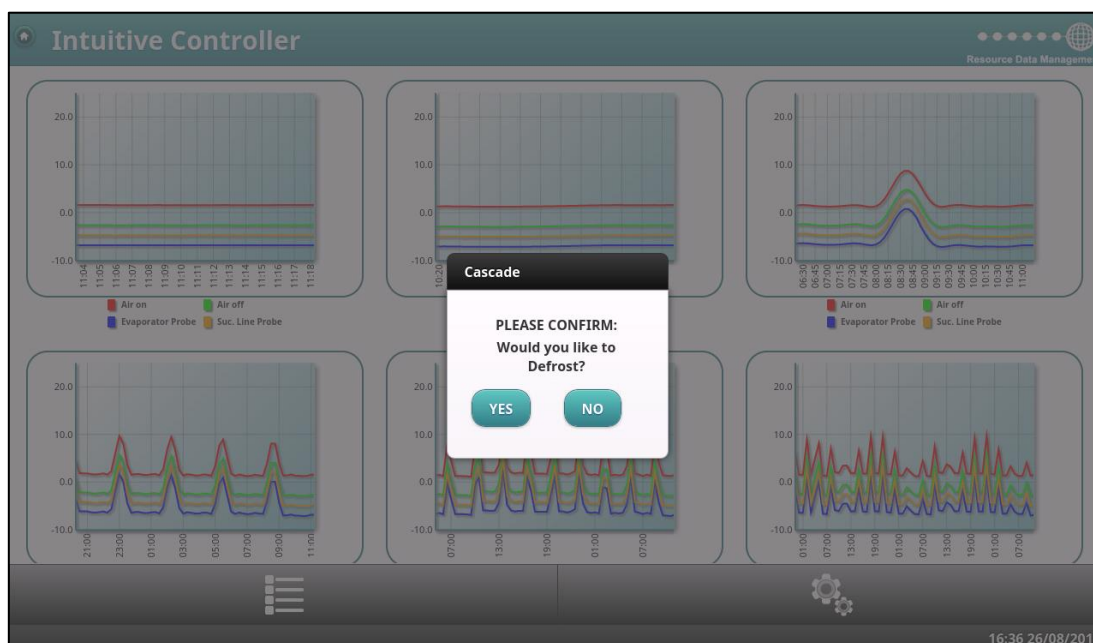 Intuitive Controller
Resource Data Manageme
20.0
10.0
0.0
-10.0
11:04 11:05 11:06 11:07 11:08 11:09 11:10 11:11 11:12 11:13 11:14 11:15 11:16 11:17 11:18
Air on Air off
Evaporator Probe Suc. Line Probe
20.0
10.0
0.0
-10.0
10:20
20.0
10.0
0.0
-10.0
06:30 06:45 07:00 07:15 07:30 07:45 08:00 08:15 08:30 08:45 09:00 09:15 09:30 09:45 10:00 10:15 10:30 10:45 11:00
Air on Air off
Evaporator Probe Suc. Line Probe
Cascade
PLEASE CONFIRM:
Would you like to
Defrost?
YES NO
20.0
10.0
0.0
-10.0
21:00 23:00 01:00 03:00 05:00 07:00 09:00 11:00
20.0
10.0
0.0
-10.0
07:00 13:00 19:00 01:00 07:00
20.0
10.0
0.0
-10.0
01:00 07:00 13:00 19:00 01:00 07:00 13:00 19:00 01:00 07:00 13:00 19:00 01:00 07:00
16:36 26/08/201